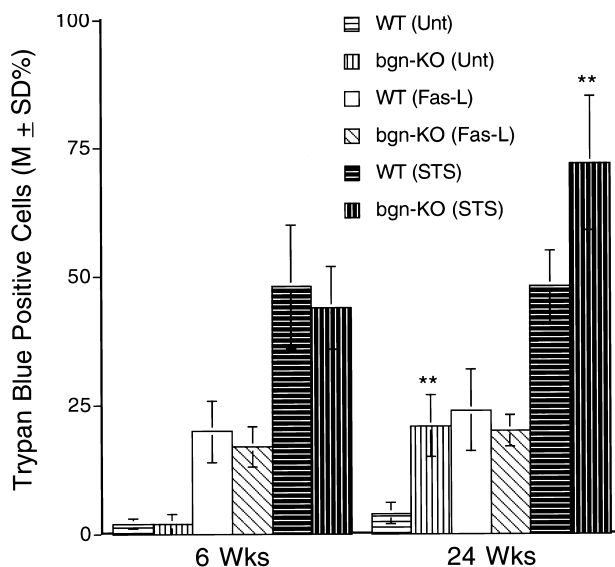 Trypan Blue Positive Cells (M ± SD%)
100
75
50
25
0
WT (Unt)
bgn-KO (Unt)
WT (Fas-L)
bgn-KO (Fas-L)
WT (STS)
bgn-KO (STS)
**
**
6 Wks
24 Wks